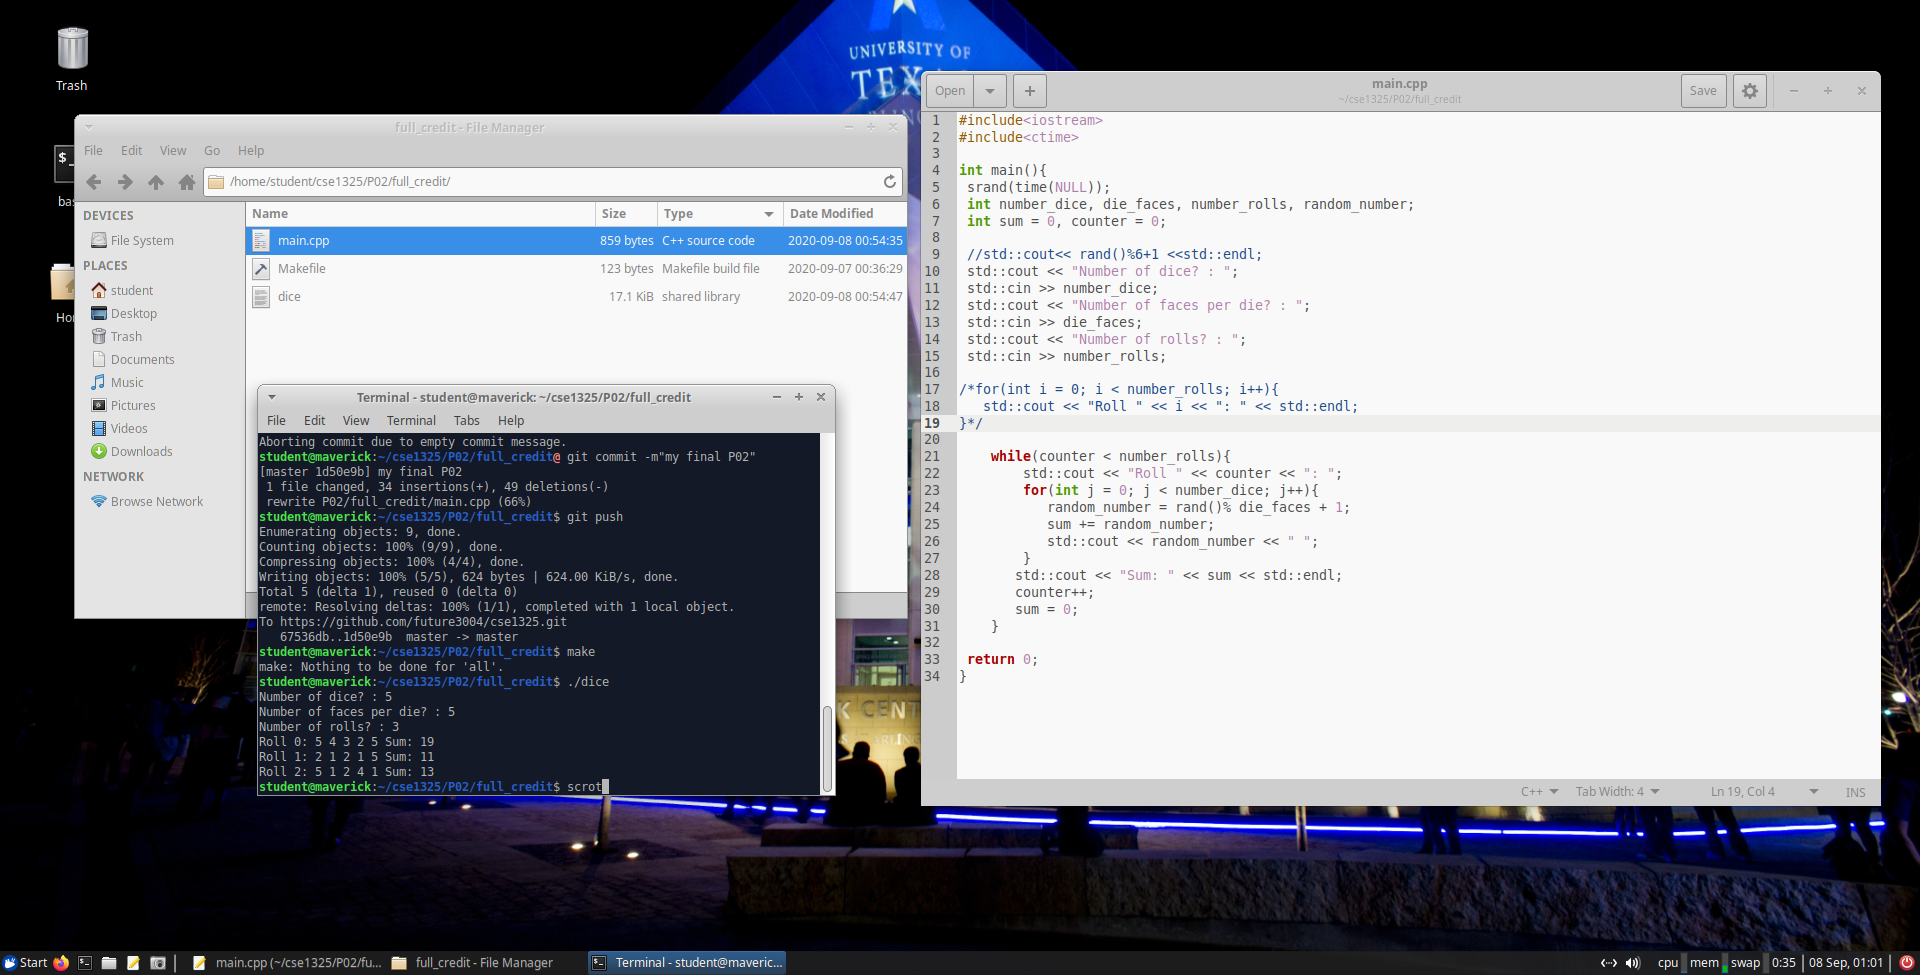 Trash
UNIVERSITY OF
full_credit - File Manager
File Edit View Go Help
/home/student/cse1325/P02/full_credit/
DEVICES
File System
PLACES
student
Desktop
Trash
Documents
Music
Pictures
Videos
Downloads
NETWORK
Browse Network
Name Size Type Date Modified
main.cpp 859 bytes C++ source code 2020-09-08 00:54:35
Makefile 123 bytes Makefile build file 2020-09-07 00:36:29
dice 17.1 KiB shared library 2020-09-08 00:54:47
Terminal - student@maverick: ~/cse1325/P02/full_credit
File Edit View Terminal Tabs Help
Aborting commit due to empty commit message.
student@maverick:~/cse1325/P02/full_credit@ git commit -m"my final P02"
[master 1d50e9b] my final P02
 1 file changed, 34 insertions(+), 49 deletions(-)
 rewrite P02/full_credit/main.cpp (66%)
student@maverick:~/cse1325/P02/full_credit$ git push
Enumerating objects: 9, done.
Counting objects: 100% (9/9), done.
Compressing objects: 100% (4/4), done.
Writing objects: 100% (5/5), 624 bytes | 624.00 KiB/s, done.
Total 5 (delta 1), reused 0 (delta 0)
remote: Resolving deltas: 100% (1/1), completed with 1 local object.
To https://github.com/future3004/cse1325.git
   67536db..1d50e9b  master -> master
student@maverick:~/cse1325/P02/full_credit$ make
make: Nothing to be done for 'all'.
student@maverick:~/cse1325/P02/full_credit$ ./dice
Number of dice? : 5
Number of faces per die? : 5
Number of rolls? : 3
Roll 0: 5 4 3 2 5 Sum: 19
Roll 1: 2 1 2 1 5 Sum: 11
Roll 2: 5 1 2 4 1 Sum: 13
student@maverick:~/cse1325/P02/full_credit$ scrot
Open
main.cpp
~/cse1325/P02/full_credit
Save
1 #include<iostream>
2 #include<ctime>
3
4 int main(){
5  srand(time(NULL));
6  int number_dice, die_faces, number_rolls, random_number;
7  int sum = 0, counter = 0;
8
9  //std::cout<< rand()%6+1 <<std::endl;
10  std::cout << "Number of dice? : ";
11  std::cin >> number_dice;
12  std::cout << "Number of faces per die? : ";
13  std::cin >> die_faces;
14  std::cout << "Number of rolls? : ";
15  std::cin >> number_rolls;
16
17 /*for(int i = 0; i < number_rolls; i++){
18    std::cout << "Roll " << i << ": " << std::endl;
19 }*/
20
21     while(counter < number_rolls){
22         std::cout << "Roll " << counter << ": ";
23         for(int j = 0; j < number_dice; j++){
24            random_number = rand()% die_faces + 1;
25            sum += random_number;
26            std::cout << random_number << " ";
27         }
28        std::cout << "Sum: " << sum << std::endl;
29        counter++;
30        sum = 0;
31     }
32
33  return 0;
34 }
C++ Tab Width: 4 Ln 19, Col 4 INS
Start
main.cpp (~/cse1325/P02/fu...
full_credit - File Manager
Terminal - student@maveric...
cpu mem swap 0:35 08 Sep, 01:01